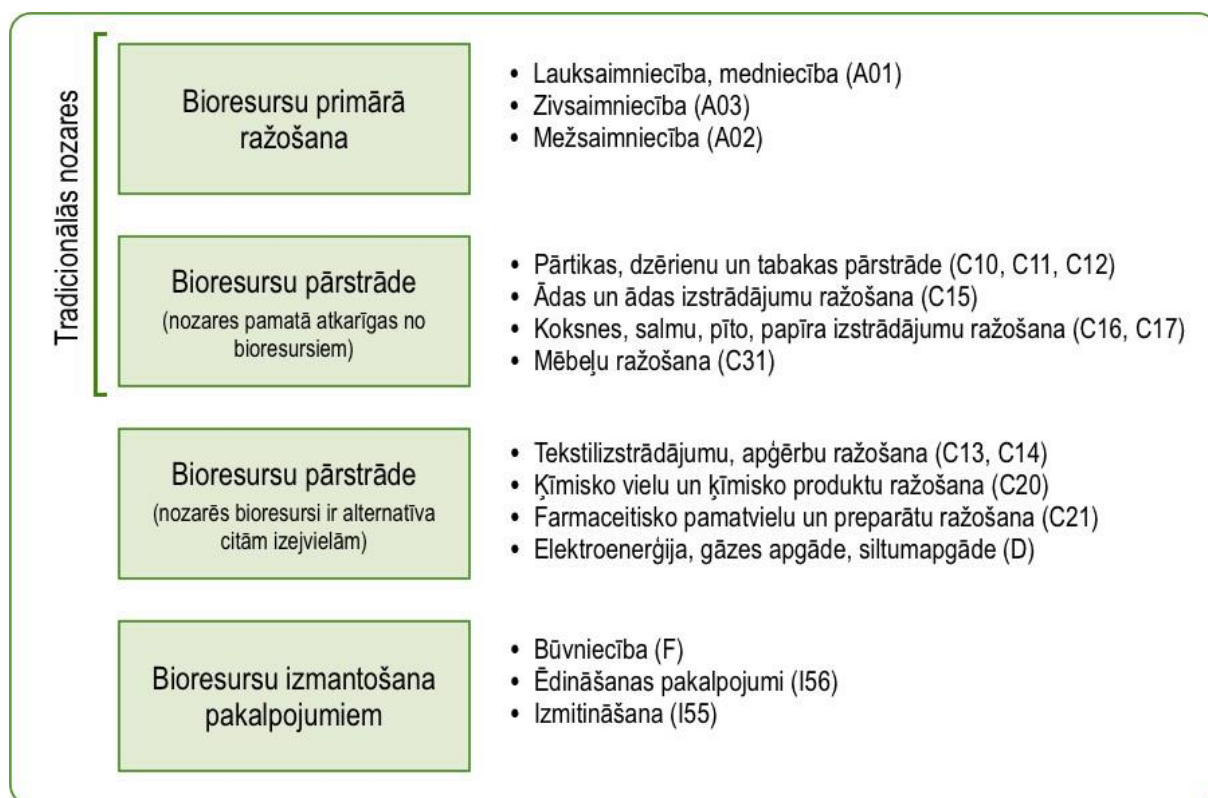 Tradicionālās nozares
Bioresursu primārā
ražošana
• Lauksaimniecība, medniecība (A01)
• Zivsaimniecība (A03)
• Mežsaimniecība (A02)
Bioresursu pārstrāde
(nozares pamatā atkarīgas no
bioresursiem)
• Pārtikas, dzērienu un tabakas pārstrāde (C10, C11, C12)
• Ādas un ādas izstrādājumu ražošana (C15)
• Koksnes, salmu, pīto, papīra izstrādājumu ražošana (C16, C17)
• Mēbeļu ražošana (C31)
Bioresursu pārstrāde
(nozarēs bioresursi ir alternatīva
citām izejvielām)
• Tekstilizstrādājumu, apģērbu ražošana (C13, C14)
• Ķīmisko vielu un ķīmisko produktu ražošana (C20)
• Farmaceitisko pamatvielu un preparātu ražošana (C21)
• Elektroenerģija, gāzes apgāde, siltumapgāde (D)
Bioresursu izmantošana
pakalpojumiem
• Būvniecība (F)
• Ēdināšanas pakalpojumi (I56)
• Izmitināšana (I55)